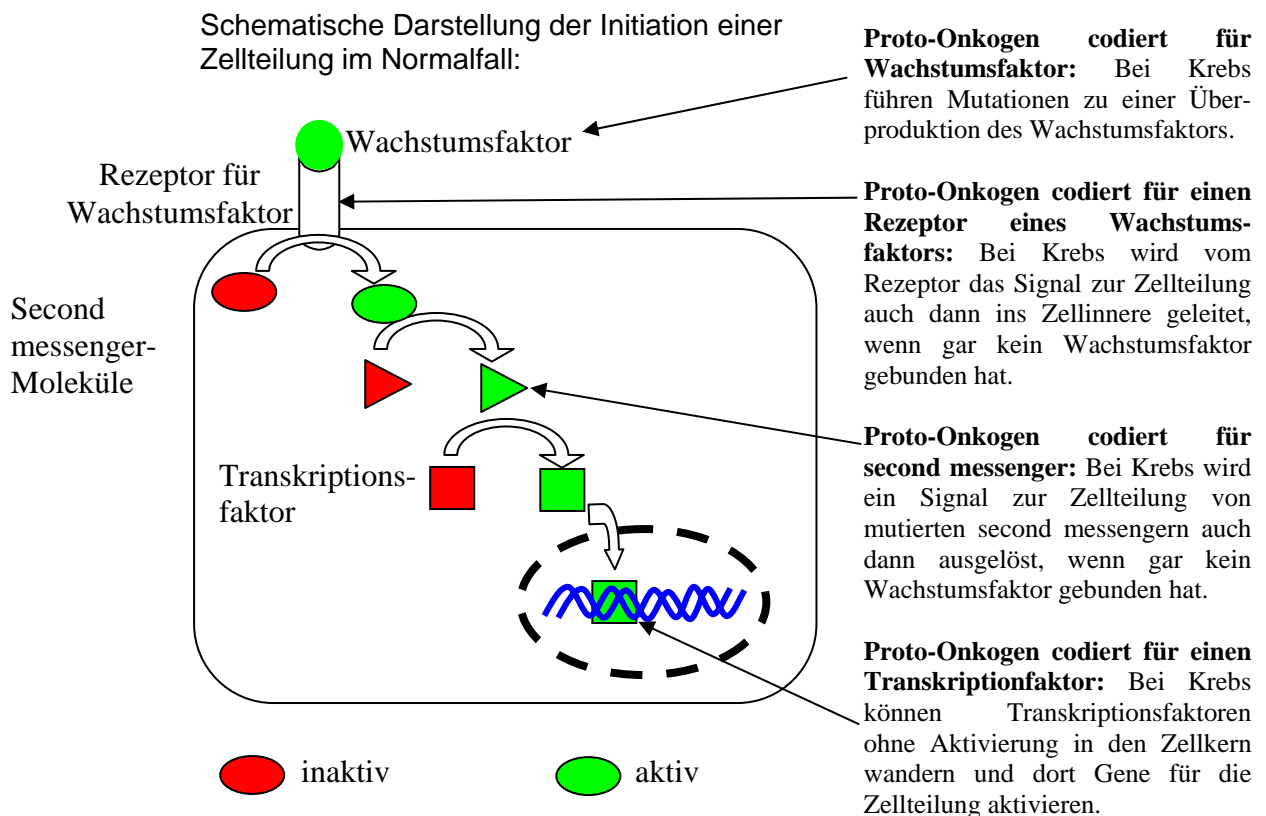 Schematische Darstellung der Initiation einer
Zellteilung im Normalfall:
Wachstumsfaktor
Rezeptor für
Wachstumsfaktor
Second
messenger-
Moleküle
Transkriptions-
faktor
inaktiv
aktiv
Proto-Onkogen codiert für
Wachstumsfaktor: Bei Krebs
führen Mutationen zu einer Über-
produktion des Wachstumsfaktors.
Proto-Onkogen codiert für einen
Rezeptor eines Wachstums-
faktors: Bei Krebs wird vom
Rezeptor das Signal zur Zellteilung
auch dann ins Zellinnere geleitet,
wenn gar kein Wachstumsfaktor
gebunden hat.
Proto-Onkogen codiert für
second messenger: Bei Krebs wird
ein Signal zur Zellteilung von
mutierten second messengern auch
dann ausgelöst, wenn gar kein
Wachstumsfaktor gebunden hat.
Proto-Onkogen codiert für einen
Transkriptionfaktor: Bei Krebs
können Transkriptionsfaktoren
ohne Aktivierung in den Zellkern
wandern und dort Gene für die
Zellteilung aktivieren.